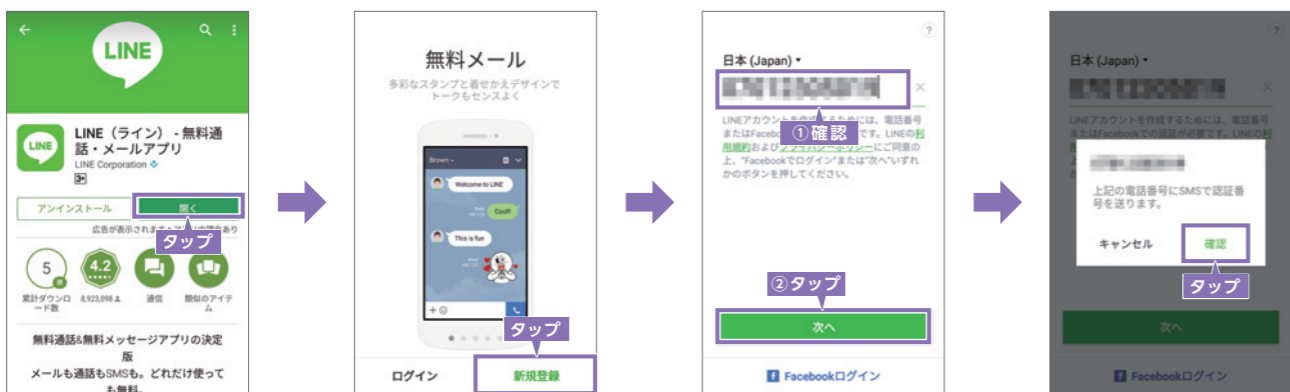 LINE
LINE
LINE（ライン） - 無料通
話・メールアプリ
LINE Corporation
3+
アンインストール
開く
広告が表示されます
あり
タップ
5
億
4.2
累計ダウンロ
ード数
8,923,098
通信
類似のアイテ
ム
無料通話&無料メッセージアプリの決定
版
メールも通話もSMSも。どれだけ使って
も無料。
無料メール
多彩なスタンプと着せかえデザインで
トークもセンスよく
Brown
Welcome to LINE
Cool!!
This is fun
タップ
ログイン
新規登録
?
日本 (Japan)
①確認
LINEアカウントを作成するためには、電話番号
またはFacebo
です。LINEの利
用規約およびプライバシーポリシーにご同意の
上、"Facebookでログイン"または"次へ"いずれ
かのボタンを押してください。
②タップ
次へ
Facebookログイン
?
日本 (Japan)
LINEアカウントを作成するためには、電話番号
またはFacebookでの認証が必要です。LINEの利
上記の電話番号にSMSで認証番
号を送ります。
キャンセル
確認
タップ
次へ
Facebookログイン